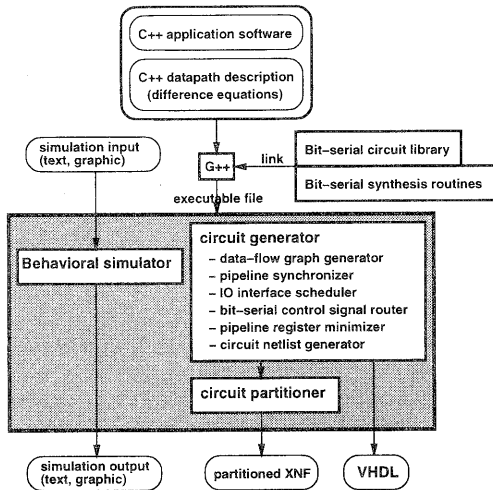 C++ application software
C++ datapath description
(difference equations)
simulation input
(text, graphic)
G++
link
Bit-serial circuit library
Bit-serial synthesis routines
executable file
Behavioral simulator
circuit generator
- data-flow graph generator
- pipeline synchronizer
- IO interface scheduler
- bit-serial control signal router
- pipeline register minimizer
- circuit netlist generator
circuit partitioner
simulation output
(text, graphic)
partitioned XNF
VHDL